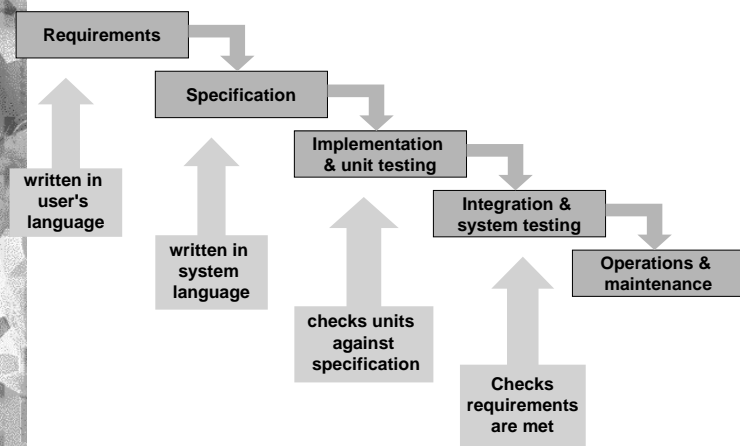 Requirements
Specification
Implementation
& unit testing
Integration &
system testing
Operations &
maintenance
written in
user's
language
written in
system
language
checks units
against
specification
Checks
requirements
are met